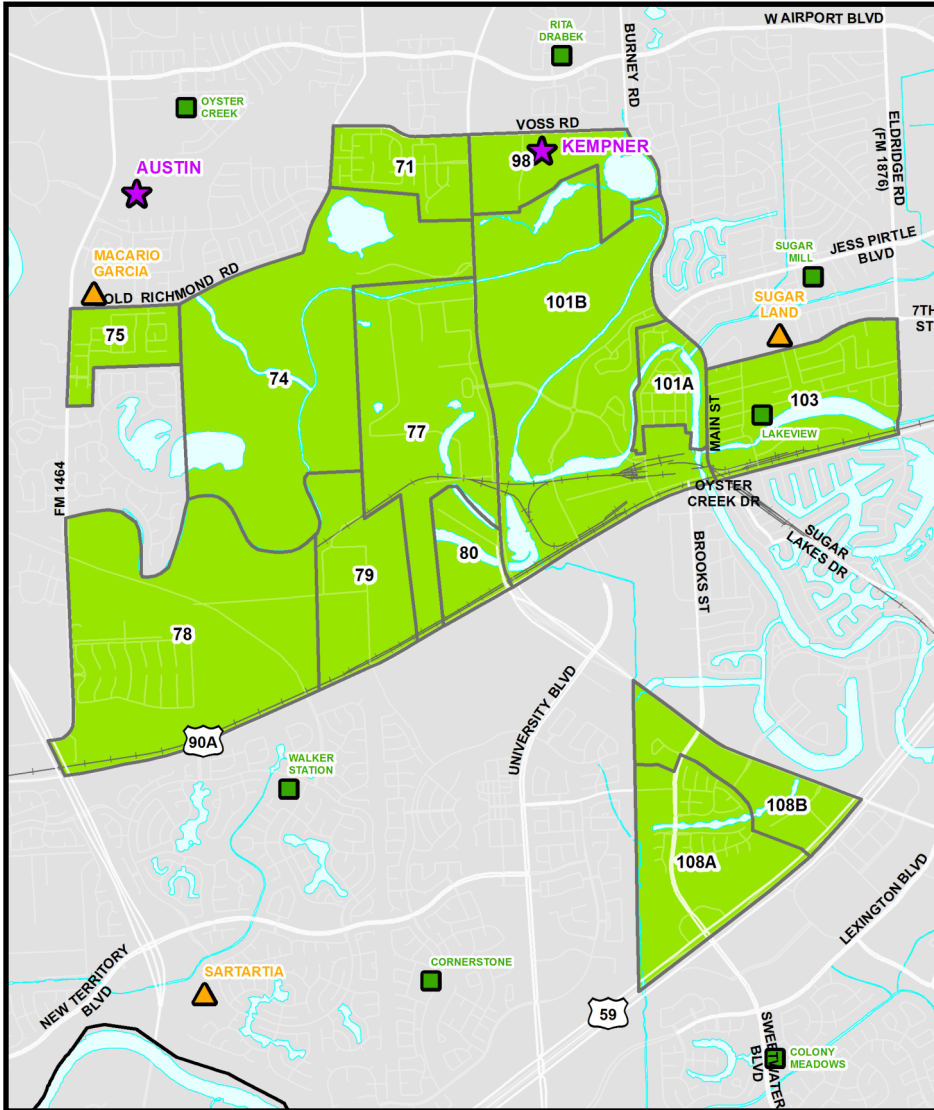 W AIRPORT BLVD
RITA
DRABEK
BURNEY RD
OYSTER
CREEK
ELDRIDGE RD
(FM 1876)
VOSS RD
KEMPNER
98
71
AUSTIN
MACARIO
GARCIA
OLD RICHMOND RD
JESS PIRTLE
BLVD
SUGAR
MILL
SUGAR
LAND
7TH
ST
101B
75
74
101A
77
103
MAIN ST
LAKEVIEW
FM 1464
OYSTER
CREEK DR
SUGAR
LAKES DR
80
79
BROOKS ST
78
UNIVERSITY BLVD
90A
WALKER
STATION
108B
108A
LEXINGTON BLVD
NEW TERRITORY
BLVD
SARTARTIA
CORNERSTONE
59
SWEETWATER
BLVD
COLONY
MEADOWS